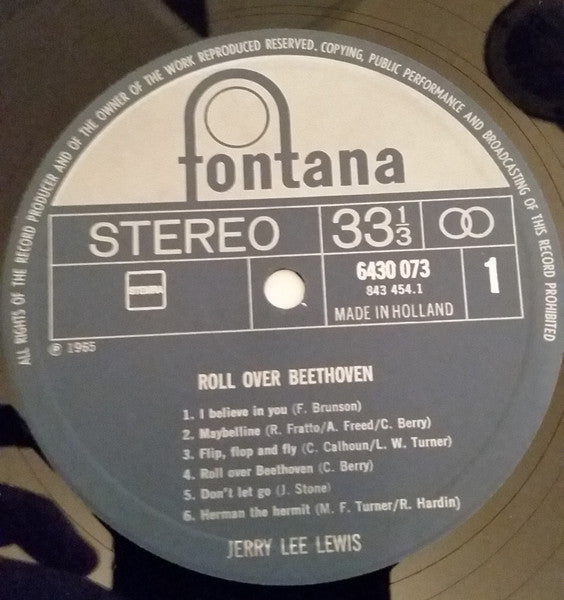 ALL RIGHTS OF THE RECORD PRODUCER AND OF THE OWNER OF THE WORK REPRODUCED RESERVED. COPYING, PUBLIC PERFORMANCE AND BROADCASTING OF THIS RECORD PROHIBITED
fontana
STEREO 33 1/3
STEMRA 6430 073 1
843 454.1
MADE IN HOLLAND
℗ 1965
ROLL OVER BEETHOVEN
1. I believe in you (F. Brunson)
2. Maybelline (R. Fratto/A. Freed/C. Berry)
3. Flip, flop and fly (C. Calhoun/L. W. Turner)
4. Roll over Beethoven (C. Berry)
5. Don't let go (J. Stone)
6. Herman the hermit (M. F. Turner/R. Hardin)
JERRY LEE LEWIS